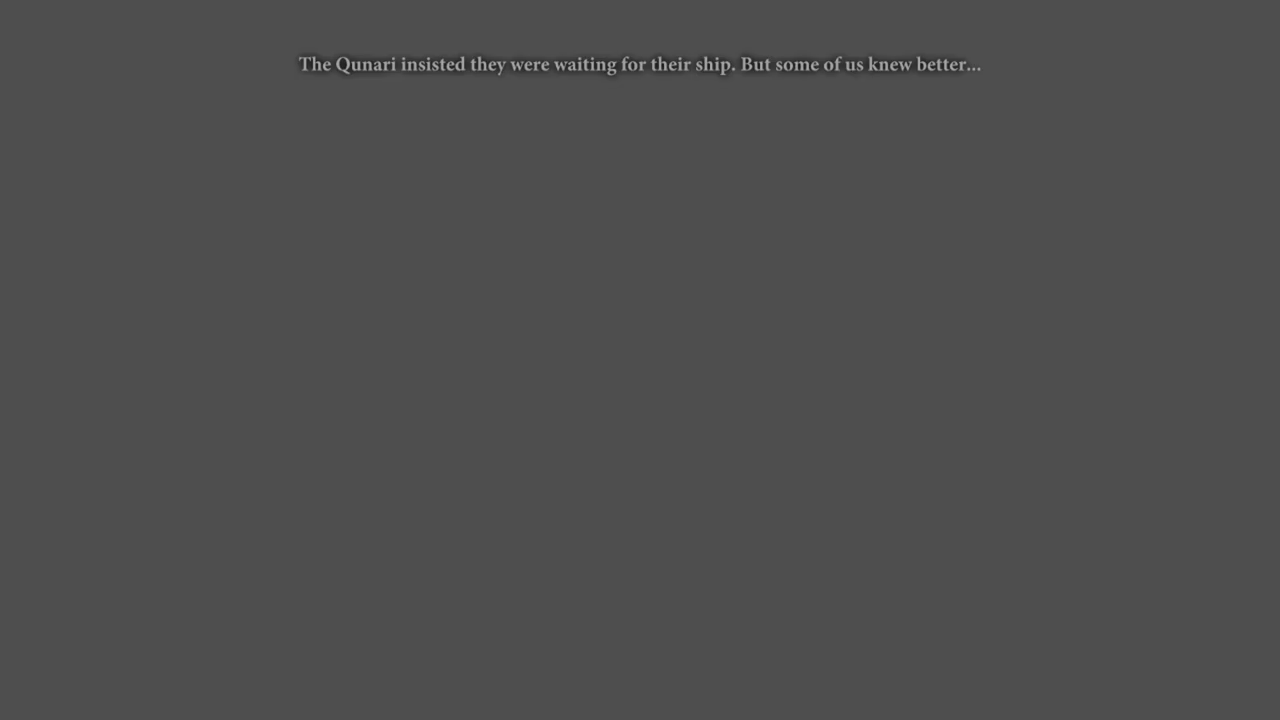 The Qunari insisted they were waiting for their ship. But some of us knew better...